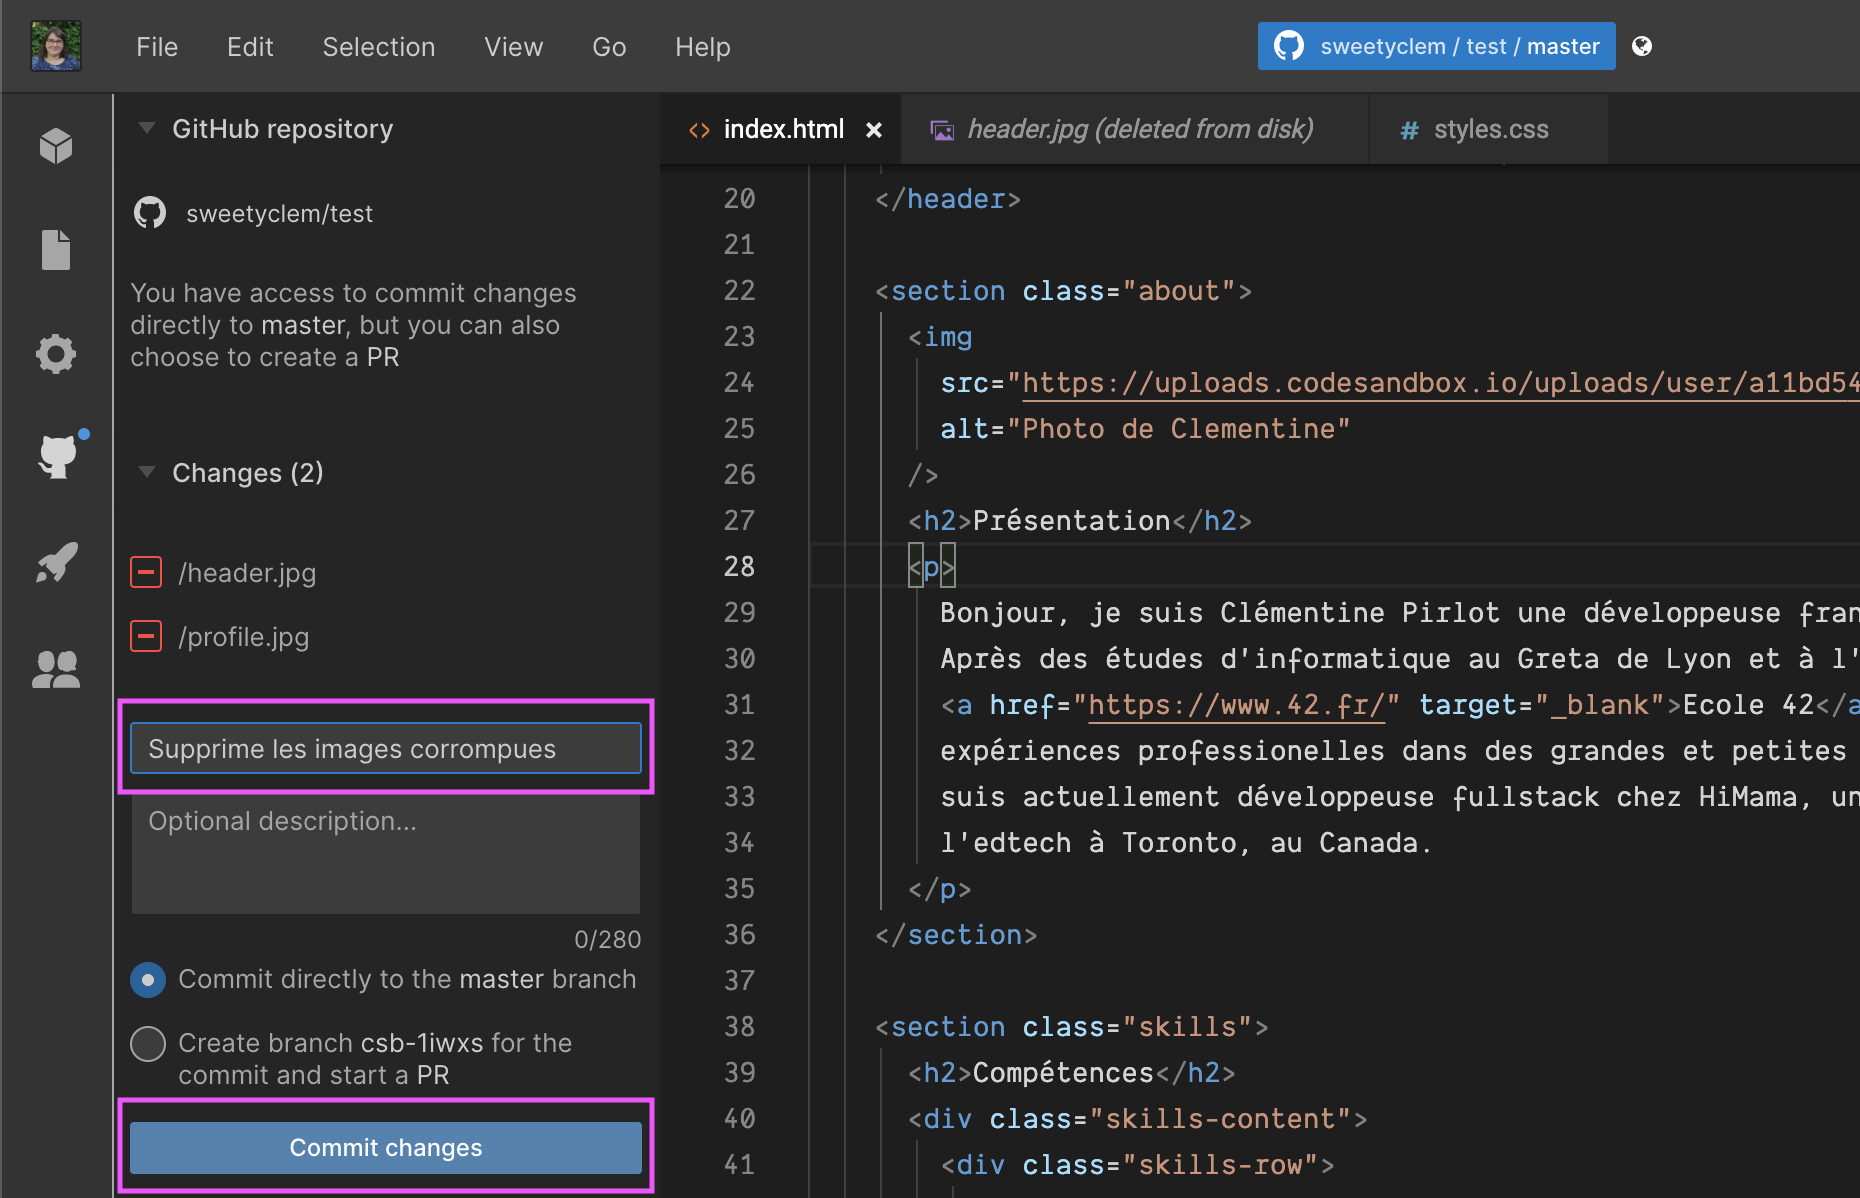 File Edit Selection View Go Help
sweetyclem / test / master
GitHub repository
sweetyclem/test
You have access to commit changes
directly to master, but you can also
choose to create a PR
Changes (2)
/header.jpg
/profile.jpg
Supprime les images corrompues
Optional description...
0/280
Commit directly to the master branch
Create branch csb-1iwxs for the
commit and start a PR
Commit changes
<> index.html × header.jpg (deleted from disk) # styles.css
20 </header>
21
22 <section class="about">
23 <img
24 src="https://uploads.codesandbox.io/uploads/user/a11bd54
25 alt="Photo de Clementine"
26 />
27 <h2>Présentation</h2>
28 <p>
29 Bonjour, je suis Clémentine Pirlot une développeuse fran
30 Après des études d'informatique au Greta de Lyon et à l'
31 <a href="https://www.42.fr/" target="_blank">Ecole 42</a
32 expériences professionelles dans des grandes et petites
33 suis actuellement développeuse fullstack chez HiMama, un
34 l'edtech à Toronto, au Canada.
35 </p>
36 </section>
37
38 <section class="skills">
39 <h2>Compétences</h2>
40 <div class="skills-content">
41 <div class="skills-row">